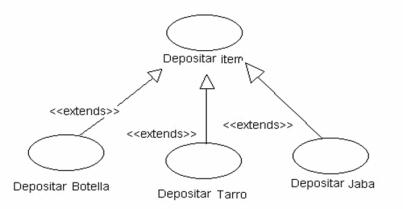 Depositar item
<<extends>>
<<extends>>
<<extends>>
Depositar Botella
Depositar Tarro
Depositar Jaba